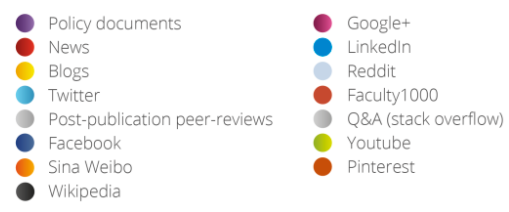 Policy documents
News
Blogs
Twitter
Post-publication peer-reviews
Facebook
Sina Weibo
Wikipedia
Google+
LinkedIn
Reddit
Faculty1000
Q&A (stack overflow)
Youtube
Pinterest